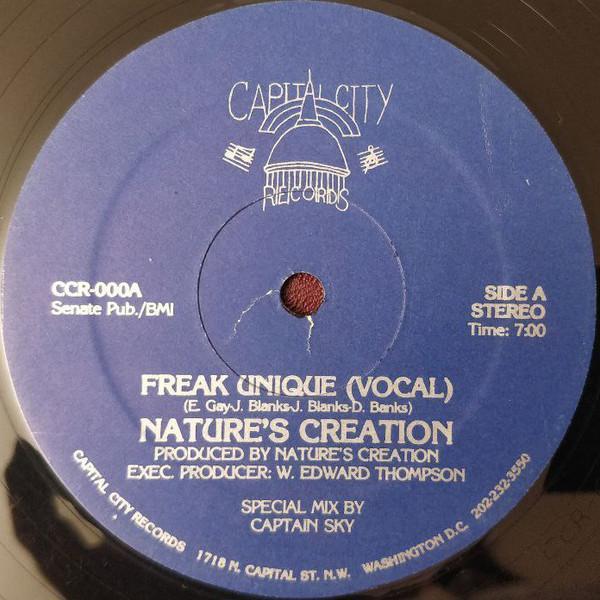 CAPITAL CITY
RECORDS
CCR-000A
Senate Pub./BMI
SIDE A
STEREO
Time: 7:00
FREAK UNIQUE (VOCAL)
(E. Gay-J. Blanks-J. Blanks-D. Banks)
NATURE'S CREATION
PRODUCED BY NATURE'S CREATION
EXEC. PRODUCER: W. EDWARD THOMPSON
SPECIAL MIX BY
CAPTAIN SKY
CAPITAL CITY RECORDS 1718 N. CAPITAL ST. N.W. WASHINGTON D.C. 202-232-3550